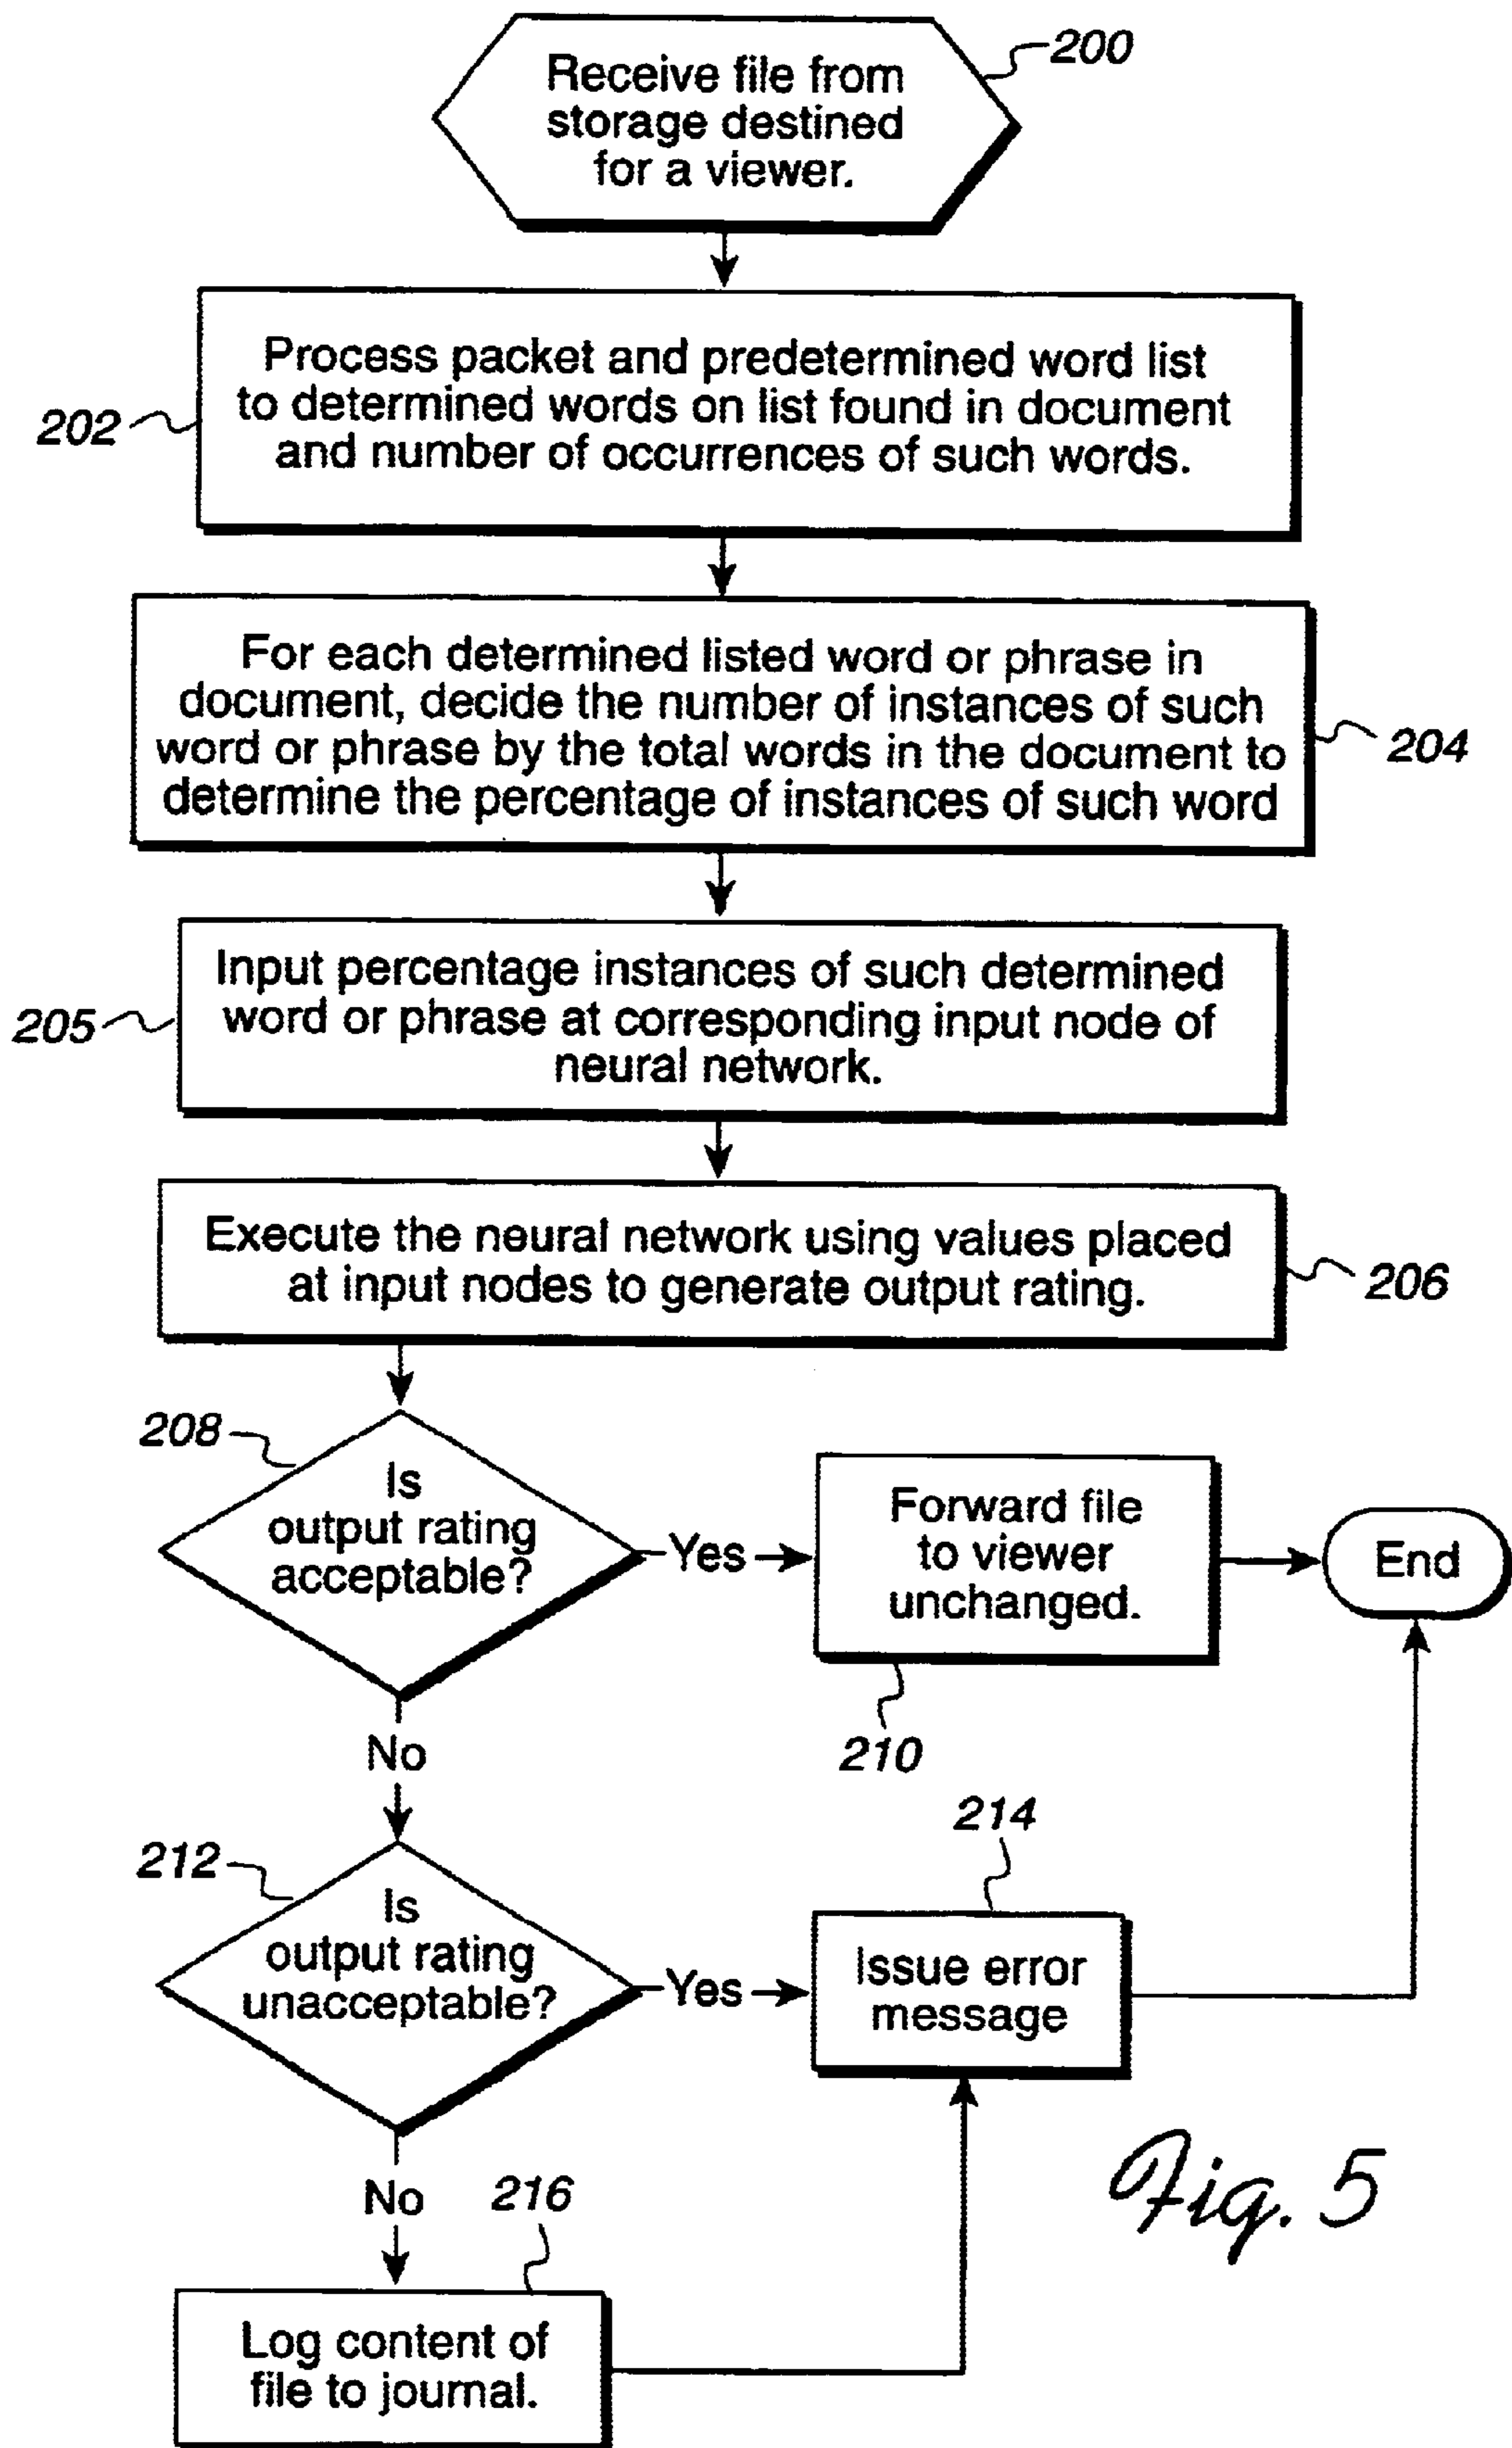 200
Receive file from
storage destined
for a viewer.
202
Process packet and predetermined word list
to determined words on list found in document
and number of occurrences of such words.
For each determined listed word or phrase in
document, decide the number of instances of such
word or phrase by the total words in the document to
determine the percentage of instances of such word
204
205
Input percentage instances of such determined
word or phrase at corresponding input node of
neural network.
Execute the neural network using values placed
at input nodes to generate output rating.
206
208
Is
output rating
acceptable?
Yes
Forward file
to viewer
unchanged.
210
End
No
212
Is
output rating
unacceptable?
Yes
214
Issue error
message
No
216
Log content of
file to journal.
Fig. 5